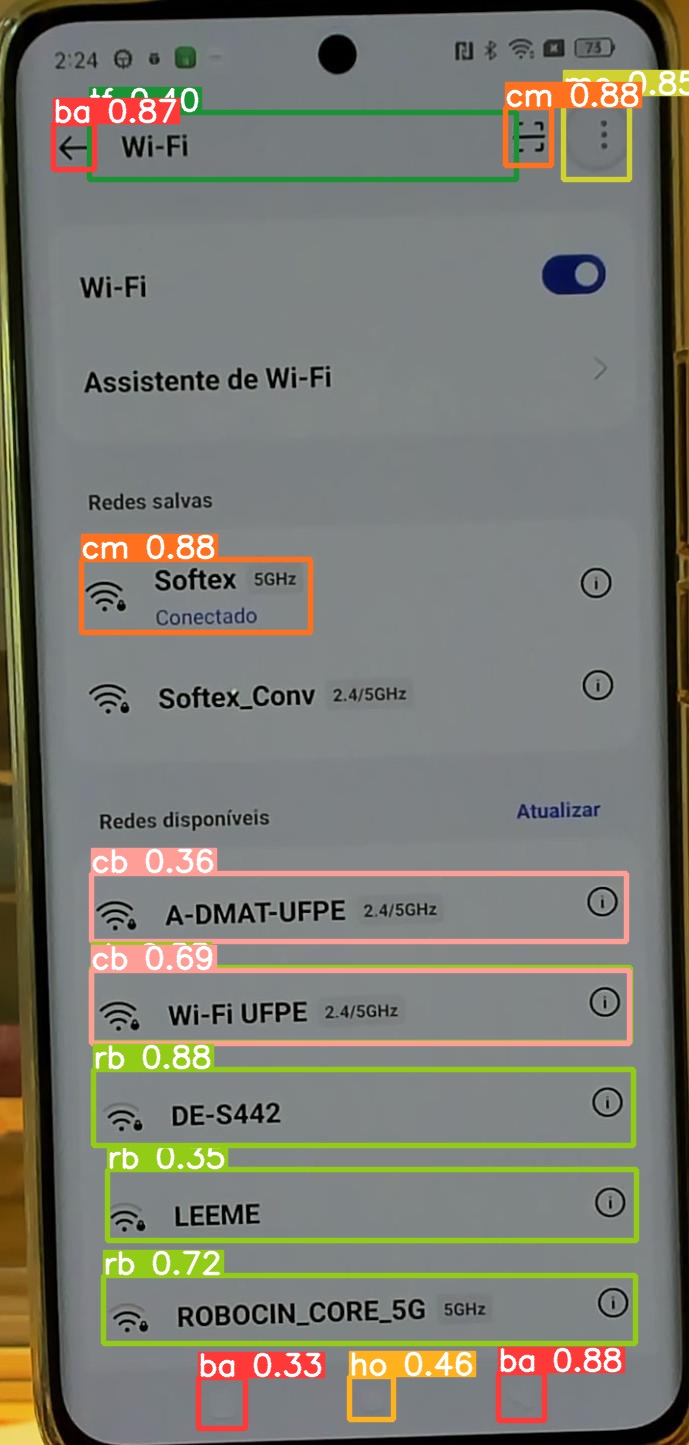 2:24 73
tf 0.40
ba 0.87 cm 0.88 0.85
Wi-Fi
Wi-Fi
Assistente de Wi-Fi
Redes salvas
cm 0.88
Softex 5GHz
Conectado
Softex_Conv 2.4/5GHz
Redes disponíveis Atualizar
cb 0.36
A-DMAT-UFPE 2.4/5GHz
cb 0.69
Wi-Fi UFPE 2.4/5GHz
rb 0.88
DE-S442
rb 0.35
LEEME
rb 0.72
ROBOCIN_CORE_5G 5GHz
ba 0.33 ho 0.46 ba 0.88